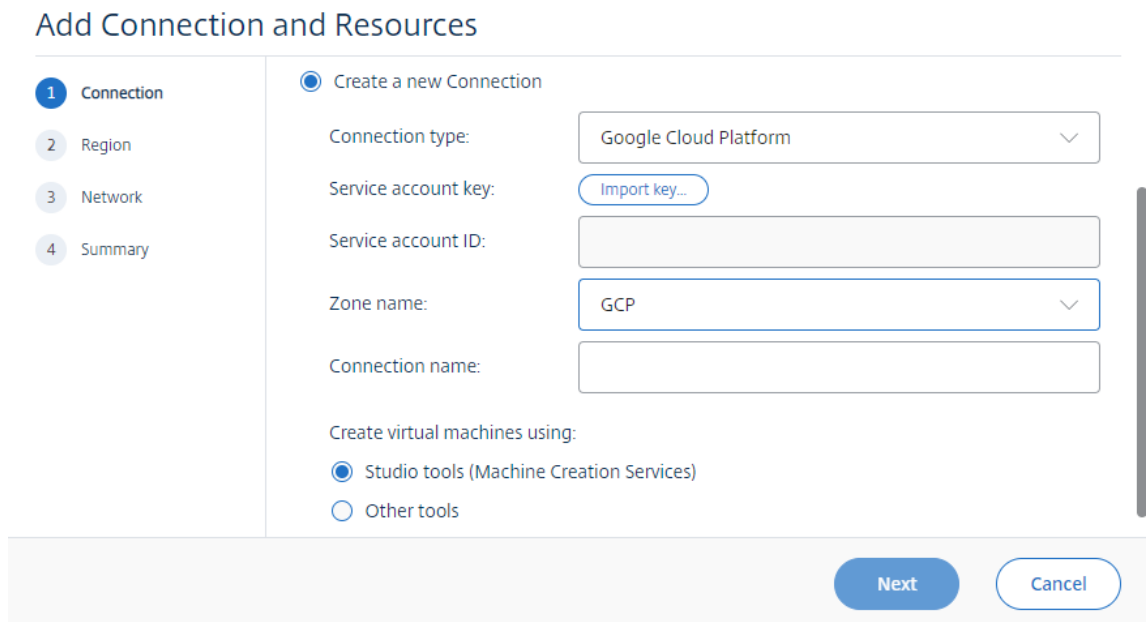 Add Connection and Resources
1 Connection
2 Region
3 Network
4 Summary
Create a new Connection
Connection type: Google Cloud Platform
Service account key: Import key...
Service account ID:
Zone name: GCP
Connection name:
Create virtual machines using:
Studio tools (Machine Creation Services)
Other tools
Next Cancel